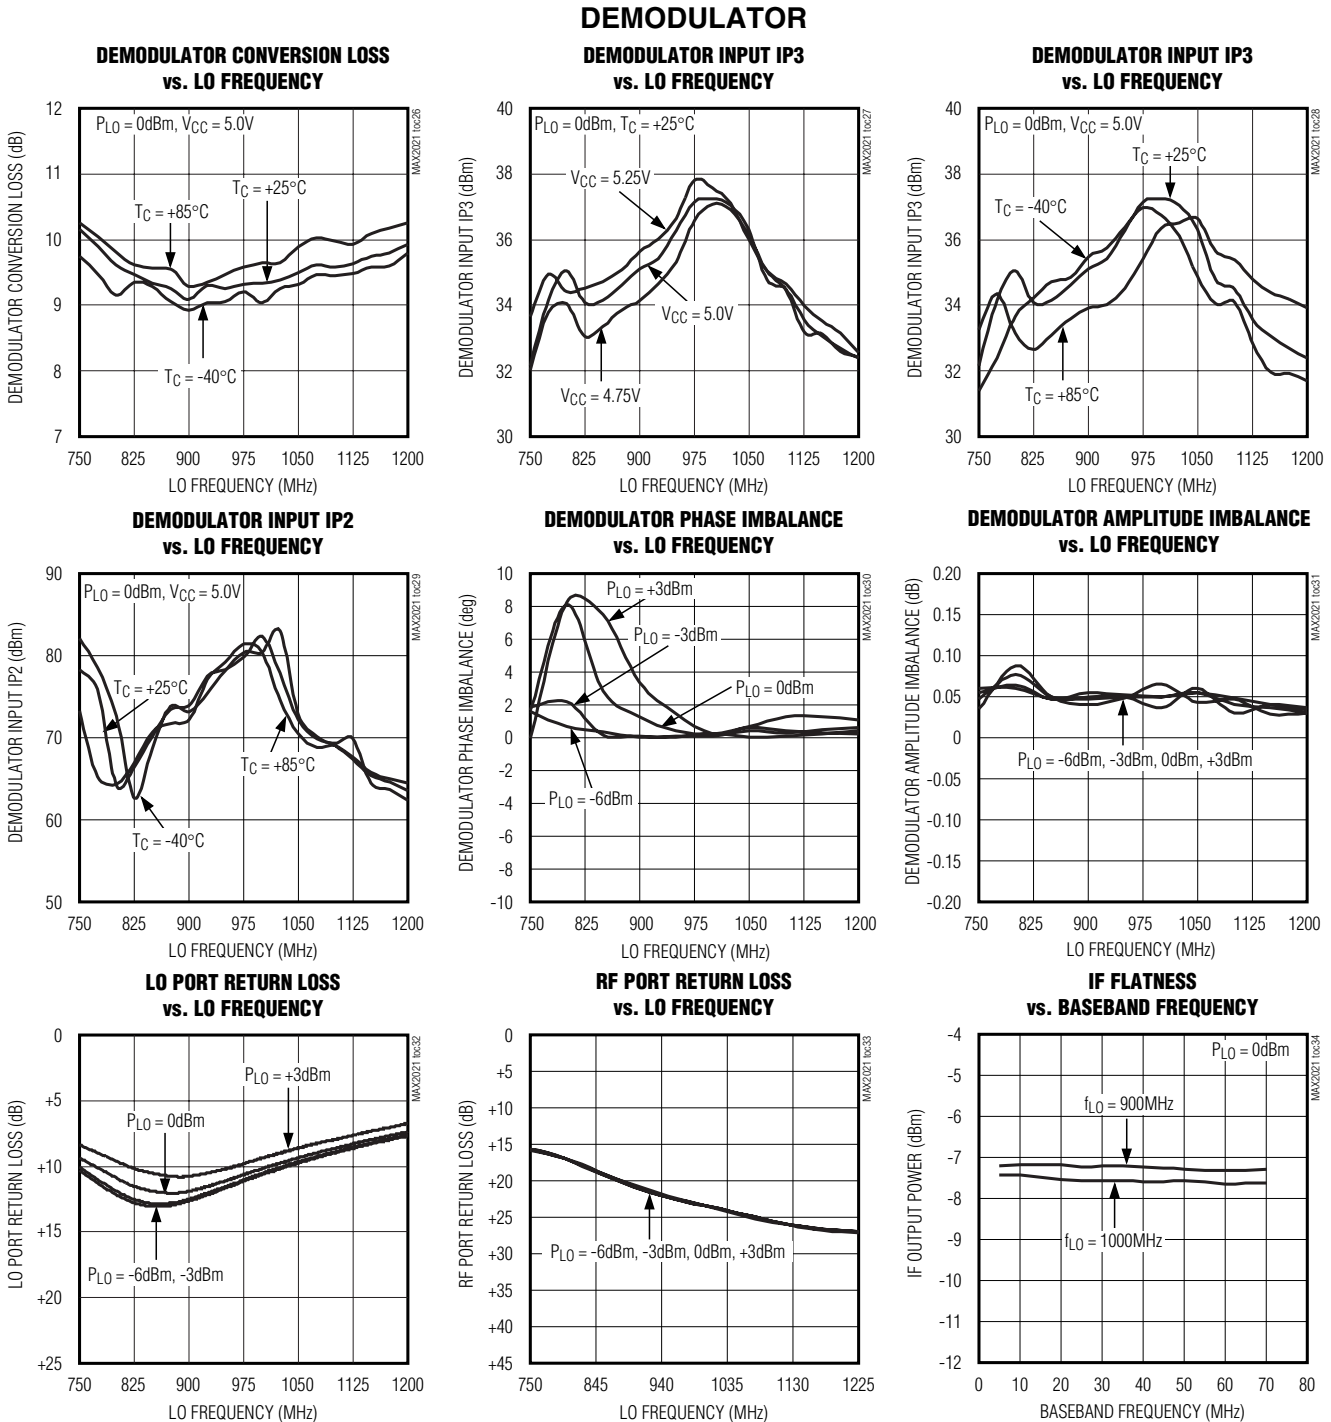 DEMODULATOR
DEMODULATOR CONVERSION LOSS
vs. LO FREQUENCY
PLO = 0dBm, VCC = 5.0V
TC = +85°C
TC = +25°C
TC = -40°C
DEMODULATOR CONVERSION LOSS (dB)
12
11
10
9
8
7
750 825 900 975 1050 1125 1200
LO FREQUENCY (MHz)
MAX2021 toc26
DEMODULATOR INPUT IP3
vs. LO FREQUENCY
PLO = 0dBm, TC = +25°C
VCC = 5.25V
VCC = 5.0V
VCC = 4.75V
DEMODULATOR INPUT IP3 (dBm)
40
38
36
34
32
30
750 825 900 975 1050 1125 1200
LO FREQUENCY (MHz)
MAX2021 toc27
DEMODULATOR INPUT IP3
vs. LO FREQUENCY
PLO = 0dBm, VCC = 5.0V
TC = +25°C
TC = -40°C
TC = +85°C
DEMODULATOR INPUT IP3 (dBm)
40
38
36
34
32
30
750 825 900 975 1050 1125 1200
LO FREQUENCY (MHz)
MAX2021 toc28
DEMODULATOR INPUT IP2
vs. LO FREQUENCY
PLO = 0dBm, VCC = 5.0V
TC = +25°C
TC = +85°C
TC = -40°C
DEMODULATOR INPUT IP2 (dBm)
90
80
70
60
50
750 825 900 975 1050 1125 1200
LO FREQUENCY (MHz)
MAX2021 toc29
DEMODULATOR PHASE IMBALANCE
vs. LO FREQUENCY
PLO = +3dBm
PLO = -3dBm
PLO = 0dBm
PLO = -6dBm
DEMODULATOR PHASE IMBALANCE (deg)
10
8
6
4
2
0
-2
-4
-6
-8
-10
750 825 900 975 1050 1125 1200
LO FREQUENCY (MHz)
MAX2021 toc30
DEMODULATOR AMPLITUDE IMBALANCE
vs. LO FREQUENCY
PLO = -6dBm, -3dBm, 0dBm, +3dBm
DEMODULATOR AMPLITUDE IMBALANCE (dB)
0.20
0.15
0.10
0.05
0
-0.05
-0.10
-0.15
-0.20
750 825 900 975 1050 1125 1200
LO FREQUENCY (MHz)
MAX2021 toc31
LO PORT RETURN LOSS
vs. LO FREQUENCY
PLO = +3dBm
PLO = 0dBm
PLO = -6dBm, -3dBm
LO PORT RETURN LOSS (dB)
0
+5
+10
+15
+20
+25
750 825 900 975 1050 1125 1200
LO FREQUENCY (MHz)
MAX2021 toc32
RF PORT RETURN LOSS
vs. LO FREQUENCY
PLO = -6dBm, -3dBm, 0dBm, +3dBm
RF PORT RETURN LOSS (dB)
0
+5
+10
+15
+20
+25
+30
+35
+40
+45
750 845 940 1035 1130 1225
LO FREQUENCY (MHz)
MAX2021 toc33
IF FLATNESS
vs. BASEBAND FREQUENCY
PLO = 0dBm
fLO = 900MHz
fLO = 1000MHz
IF OUTPUT POWER (dBm)
-4
-5
-6
-7
-8
-9
-10
-11
-12
0 10 20 30 40 50 60 70 80
BASEBAND FREQUENCY (MHz)
MAX2021 toc34